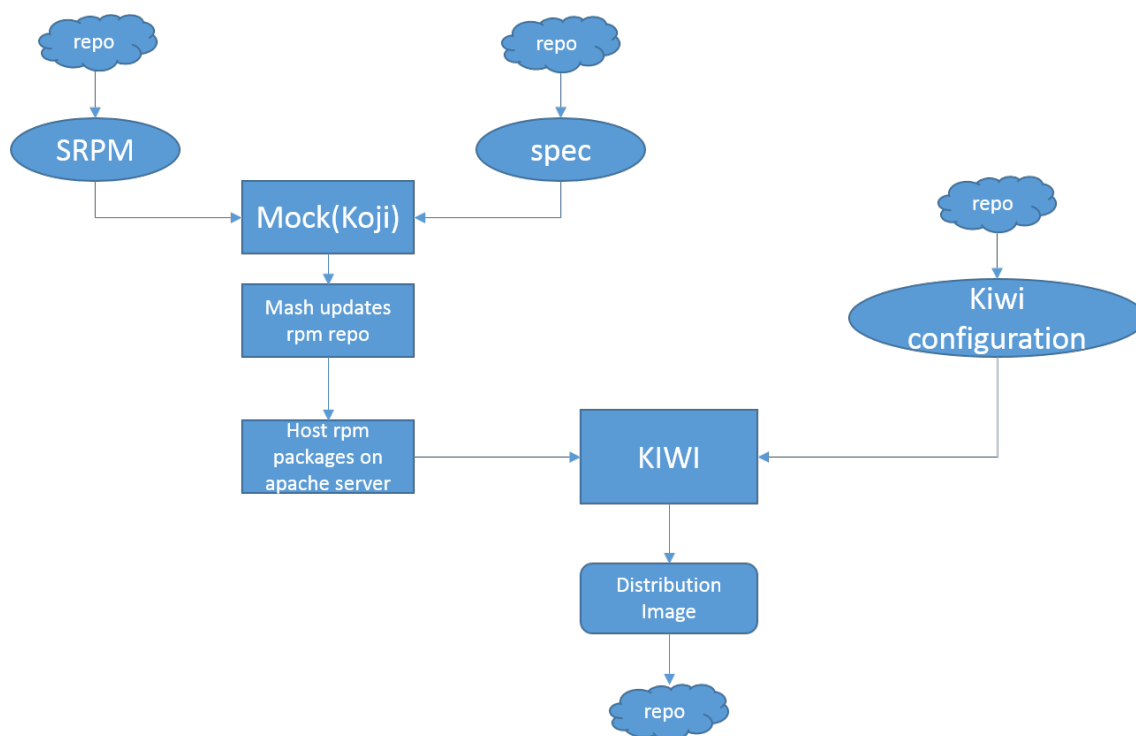 repo
repo
SRPM
spec
repo
Mock(Koji)
Kiwi
configuration
Mash updates
rpm repo
Host rpm
packages on
apache server
KIWI
Distribution
Image
repo